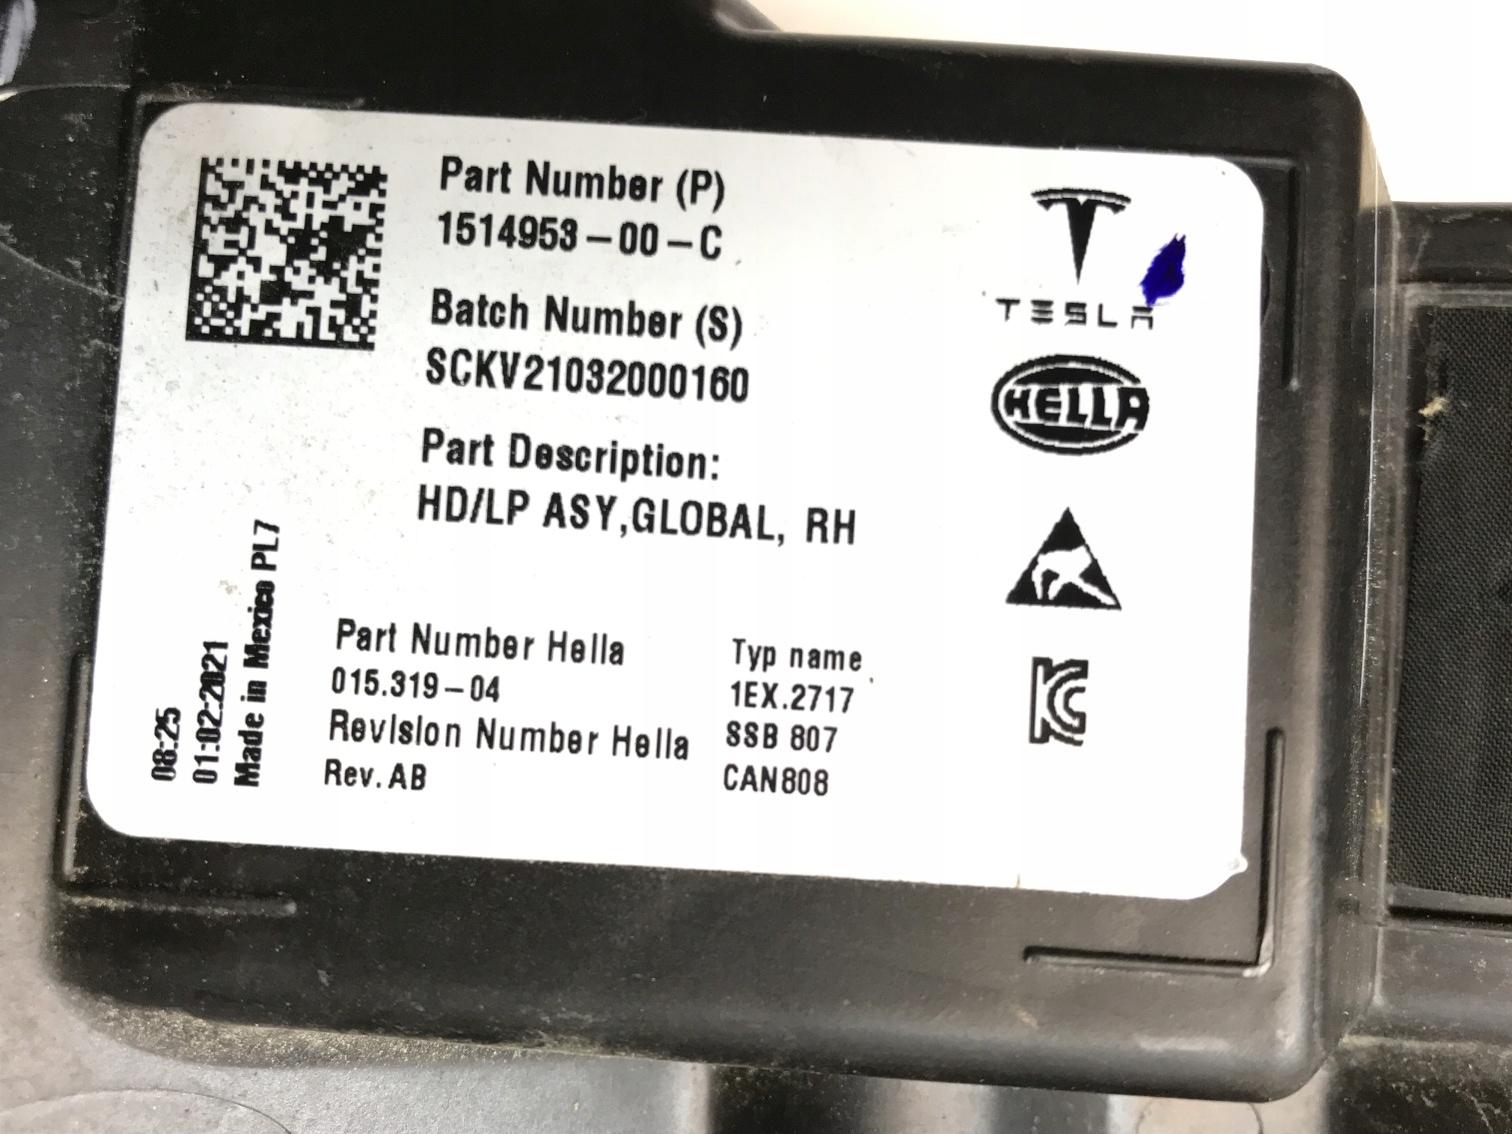 Part Number (P)
1514953-00-C
Batch Number (S)
SCKV21032000160
Part Description:
HD/LP ASY,GLOBAL, RH
TESLA
HELLA
08:25
01:02:2021
Made in Mexico PL7
Part Number Hella
015.319-04
Revision Number Hella
Rev. AB
Typ name
1EX.2717
SSB 807
CAN808
KC